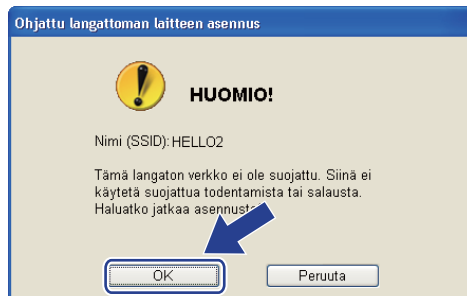 Ohjattu langattoman laitteen asennus
HUOMIO!
Nimi (SSID): HELLO2
Tämä langaton verkko ei ole suojattu. Siinä ei
käytetä suojattua todentamista tai salausta.
Haluatko jatkaa
OK
Peruuta